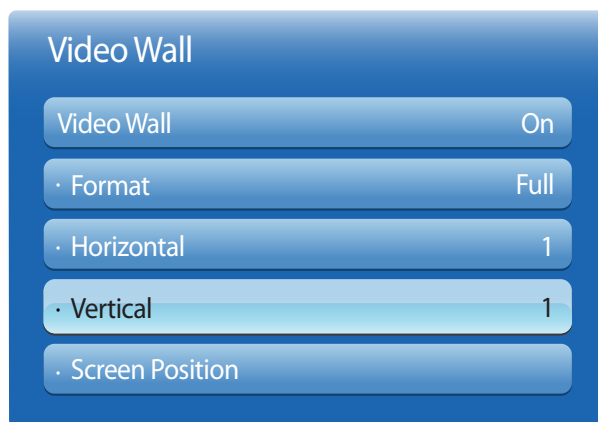 Video Wall
Video Wall On
· Format Full
· Horizontal 1
· Vertical 1
· Screen Position